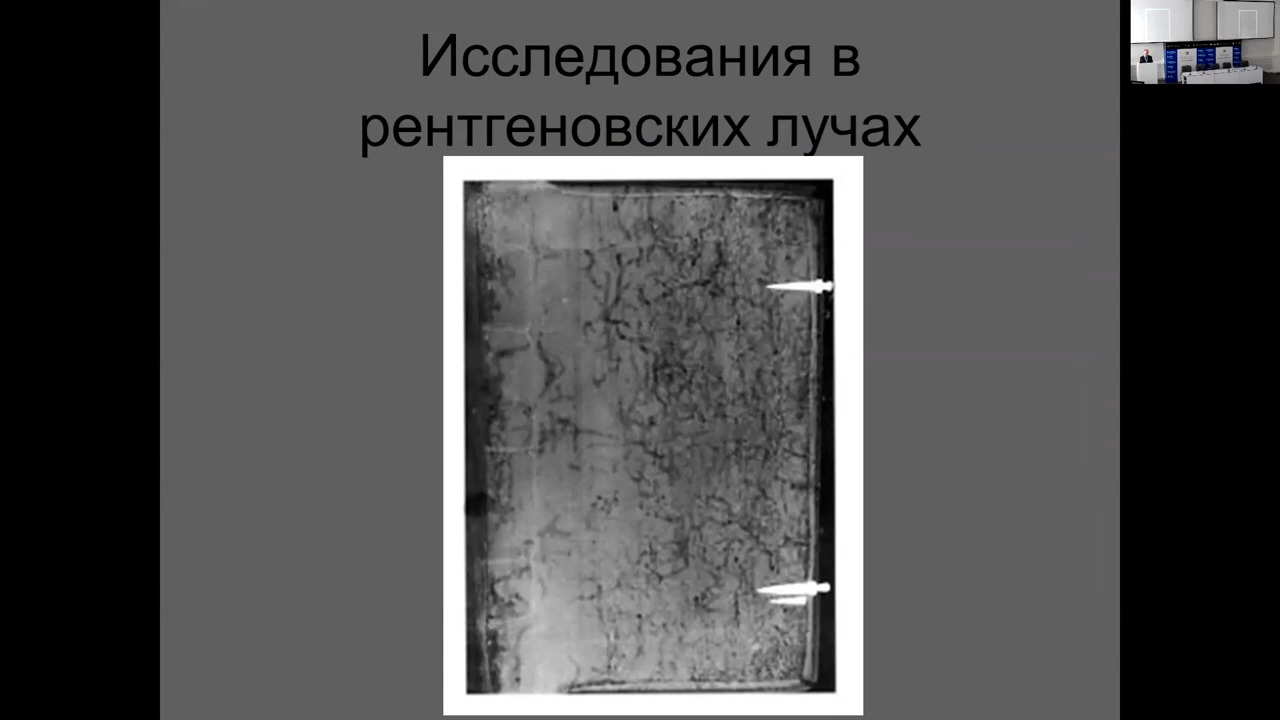 Исследования в
рентгеновских лучах